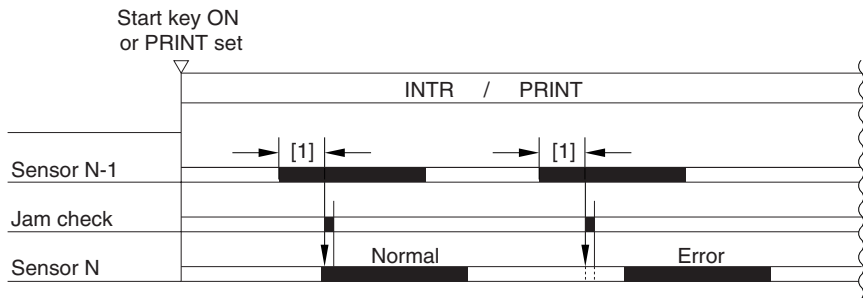 Start key ON
or PRINT set
INTR / PRINT
[1] [1]
Sensor N-1
Jam check
Normal Error
Sensor N